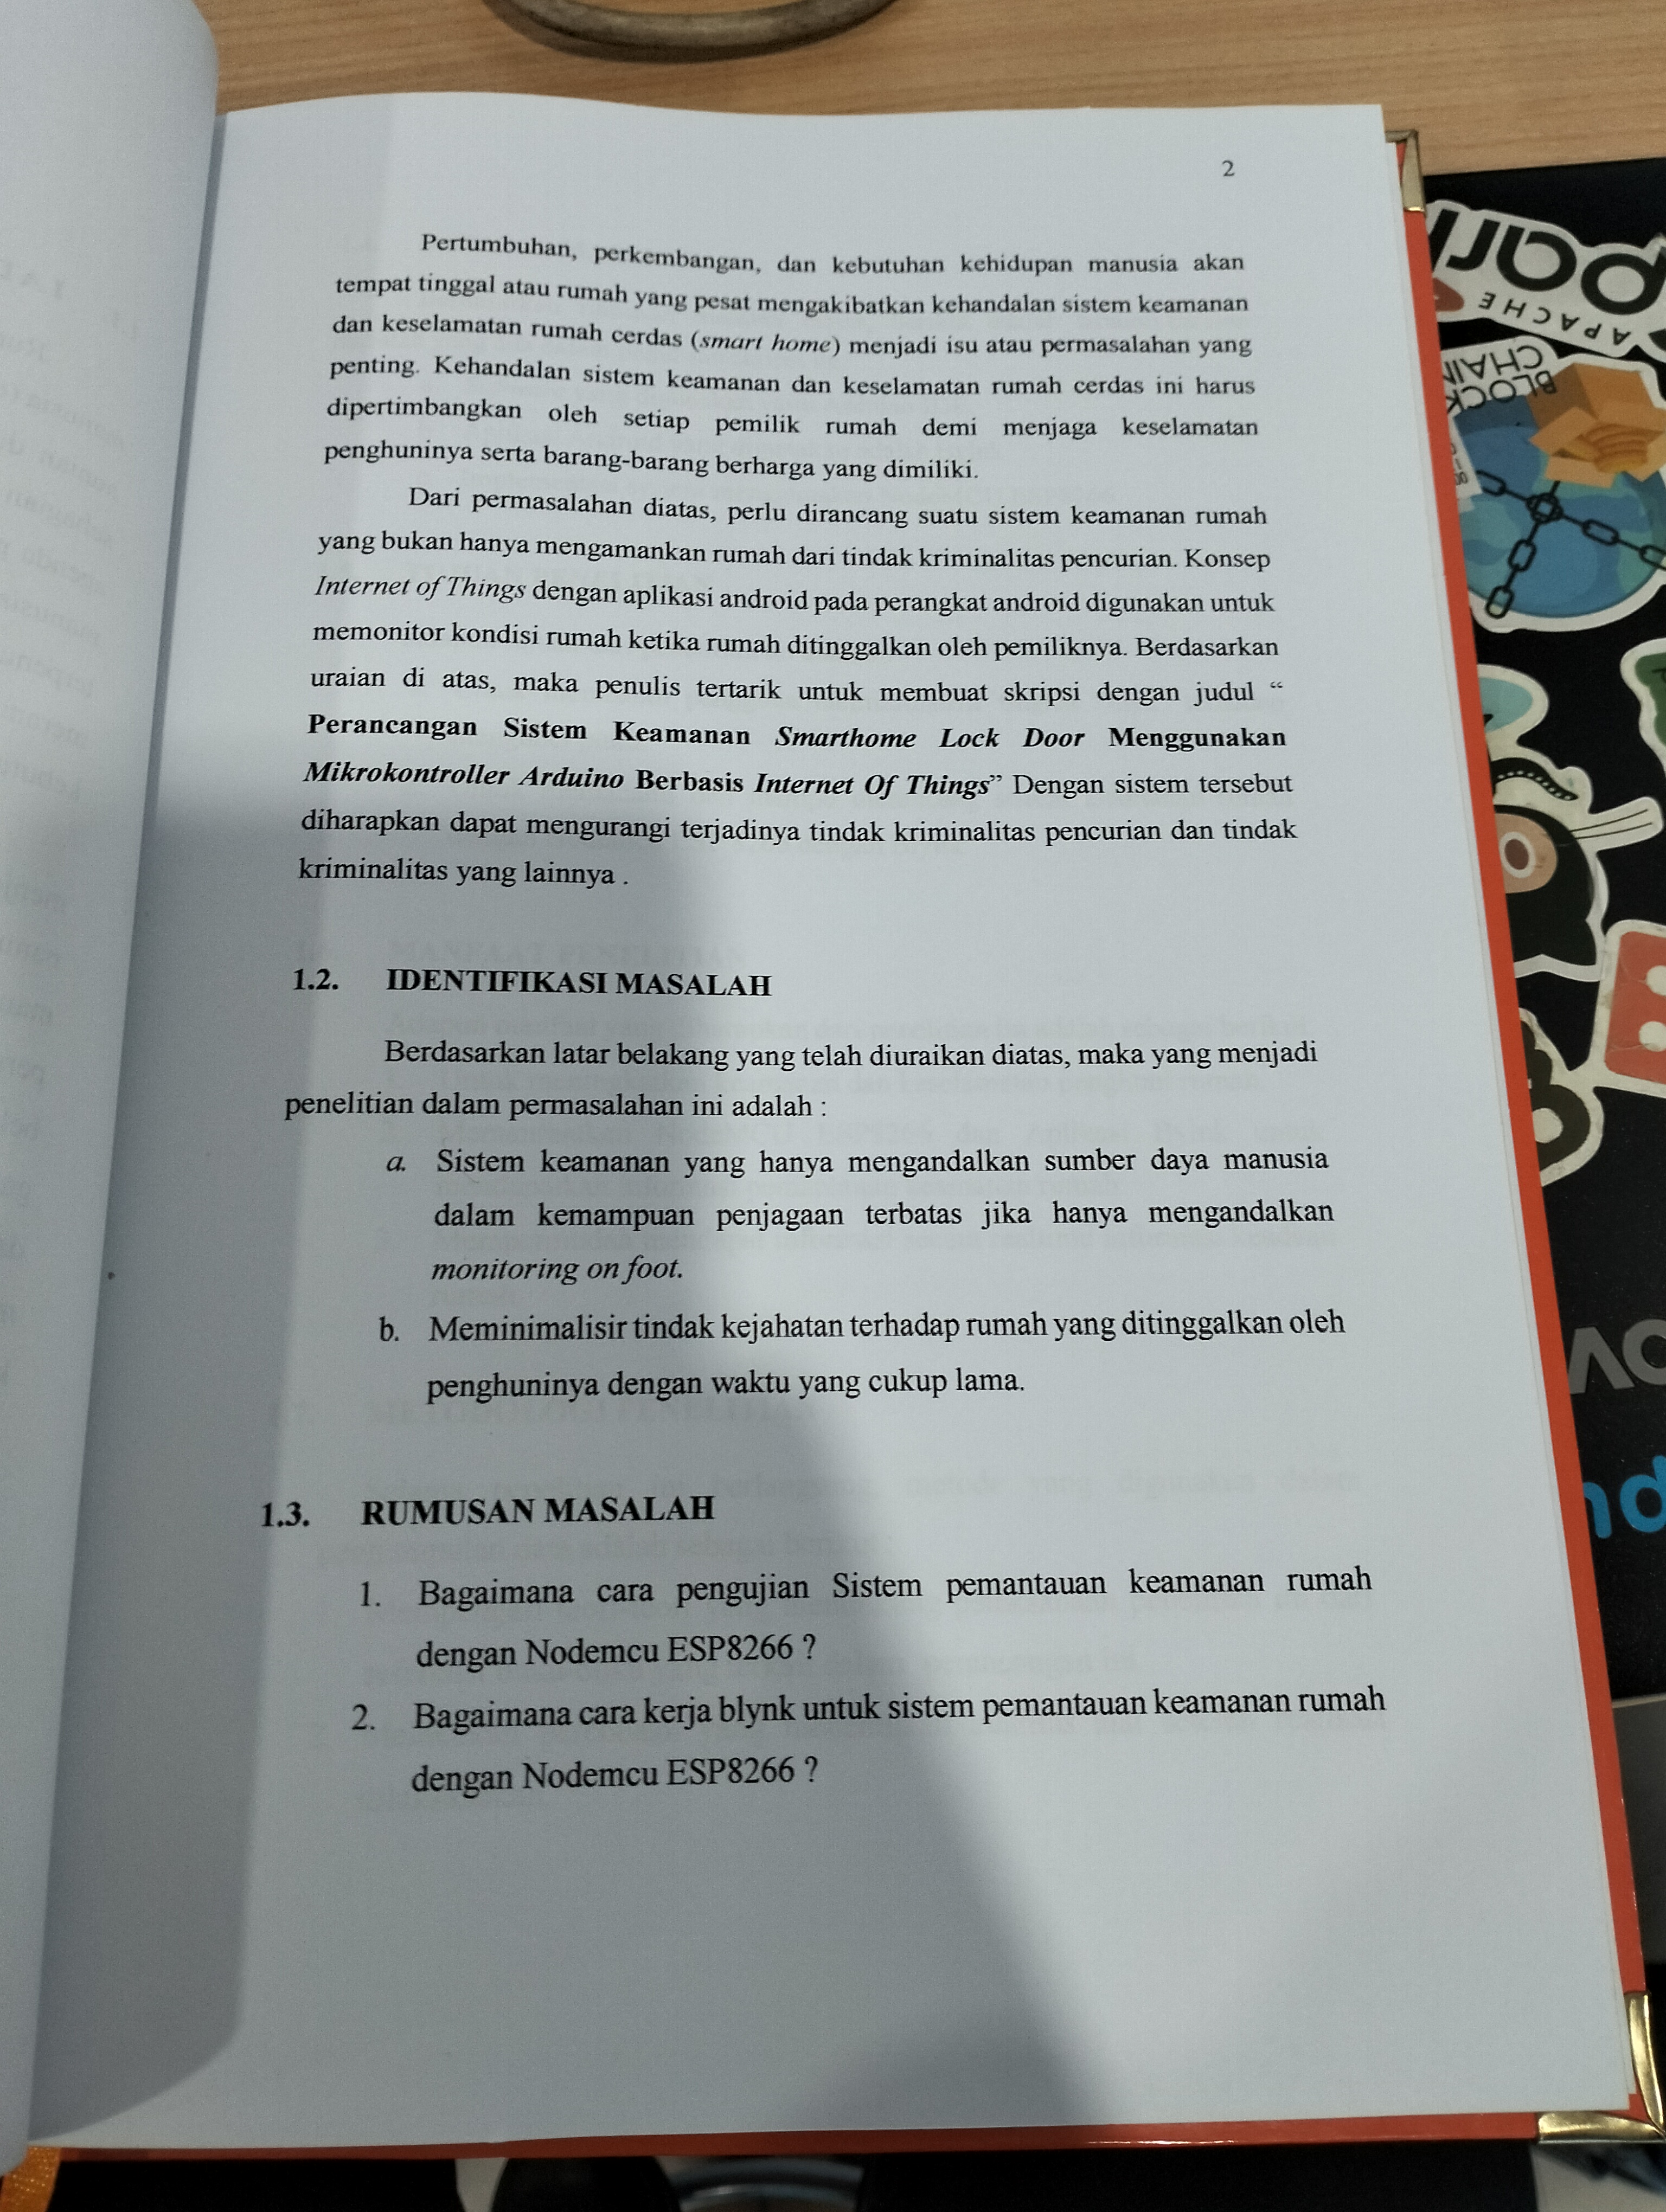 2
Pertumbuhan, perkembangan, dan kebutuhan kehidupan manusia akan
tempat tinggal atau rumah yang pesat mengakibatkan kehandalan sistem keamanan
dan keselamatan rumah cerdas (smart home) menjadi isu atau permasalahan yang
penting. Kehandalan sistem keamanan dan keselamatan rumah cerdas ini harus
dipertimbangkan oleh setiap pemilik rumah demi menjaga keselamatan
penghuninya serta barang-barang berharga yang dimiliki.
Dari permasalahan diatas, perlu dirancang suatu sistem keamanan rumah
yang bukan hanya mengamankan rumah dari tindak kriminalitas pencurian. Konsep
Internet of Things dengan aplikasi android pada perangkat android digunakan untuk
memonitor kondisi rumah ketika rumah ditinggalkan oleh pemiliknya. Berdasarkan
uraian di atas, maka penulis tertarik untuk membuat skripsi dengan judul “
Perancangan Sistem Keamanan Smarthome Lock Door Menggunakan
Mikrokontroller Arduino Berbasis Internet Of Things” Dengan sistem tersebut
diharapkan dapat mengurangi terjadinya tindak kriminalitas pencurian dan tindak
kriminalitas yang lainnya .
1.2. IDENTIFIKASI MASALAH
Berdasarkan latar belakang yang telah diuraikan diatas, maka yang menjadi
penelitian dalam permasalahan ini adalah :
a. Sistem keamanan yang hanya mengandalkan sumber daya manusia
dalam kemampuan penjagaan terbatas jika hanya mengandalkan
monitoring on foot.
b. Meminimalisir tindak kejahatan terhadap rumah yang ditinggalkan oleh
penghuninya dengan waktu yang cukup lama.
1.3. RUMUSAN MASALAH
1. Bagaimana cara pengujian Sistem pemantauan keamanan rumah
dengan Nodemcu ESP8266 ?
2. Bagaimana cara kerja blynk untuk sistem pemantauan keamanan rumah
dengan Nodemcu ESP8266 ?
APACHE
BLOCK
CHAIN